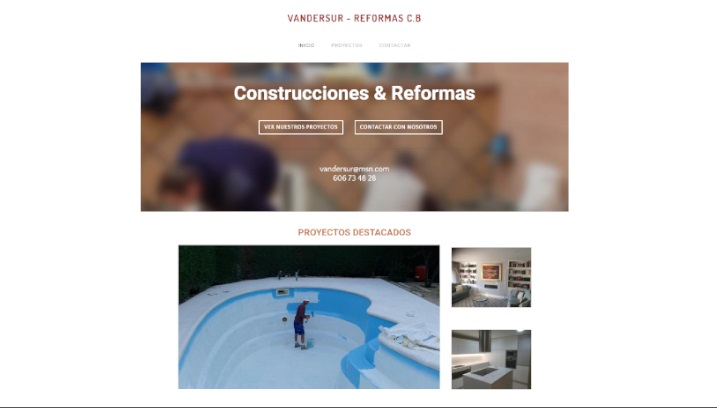 VANDERSUR - REFORMAS C.B
INICIO PROYECTOS CONTACTAR
Construcciones & Reformas
VER NUESTROS PROYECTOS CONTACTAR CON NOSOTROS
vandersur@msn.com
606 73 48 28
PROYECTOS DESTACADOS